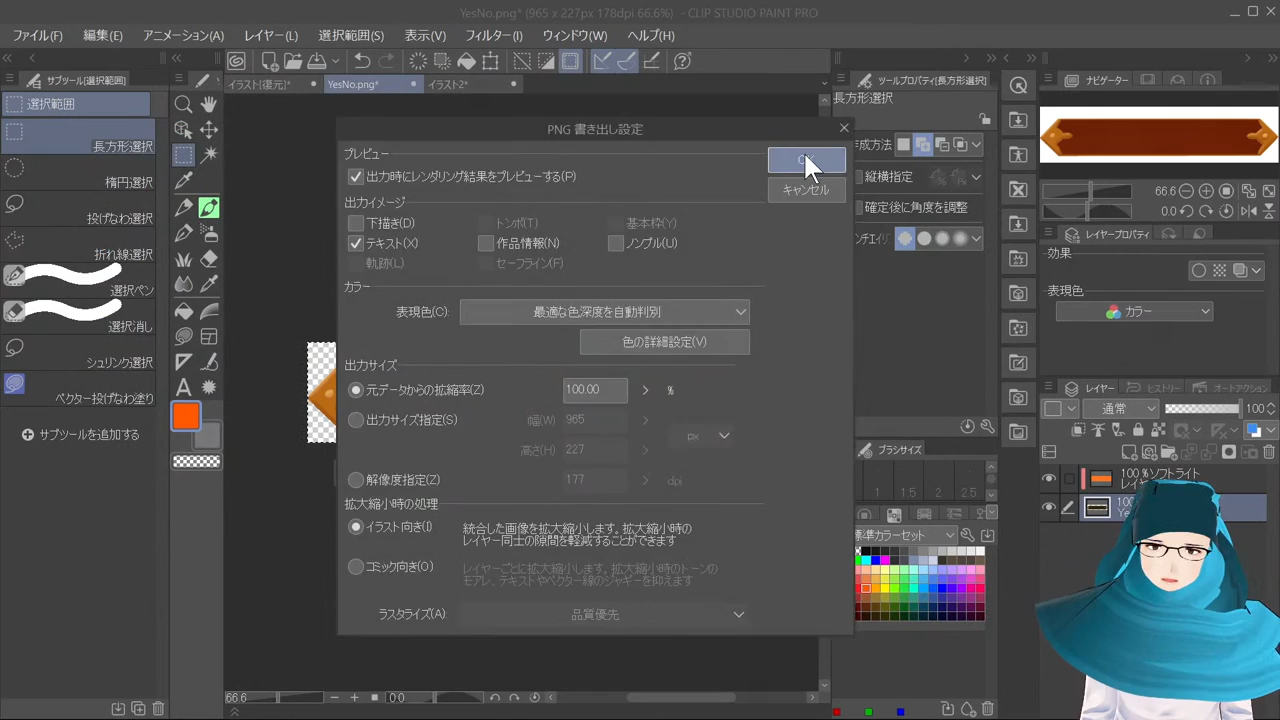 YesNo.png* (965 x 227px 178dpi 66.6%) - CLIP STUDIO PAINT PRO
ファイル(F) 編集(E) アニメーション(A) レイヤー(L) 選択範囲(S) 表示(V) フィルター(I) ウィンドウ(W) ヘルプ(H)
サブツール[選択範囲]
イラスト(復元)* YesNo.png* イラスト2*
ツールプロパティ[長方形選択]
ナビゲーター
選択範囲
長方形選択
長方形選択
楕円選択
投げなわ選択
折れ線選択
選択ペン
選択消し
シュリンク選択
ベクター投げなわ塗り
サブツールを追加する
PNG 書き出し設定
プレビュー
出力時にレンダリング結果をプレビューする(P)
キャンセル
出力イメージ
下描き(D) トンボ(T) 基本枠(Y)
テキスト(X) 作品情報(N) ノンブル(U)
軌跡(L) セーフライン(F)
カラー
表現色(C): 最適な色深度を自動判別
色の詳細設定(V)
出力サイズ
元データからの拡縮率(Z) 100.00 %
出力サイズ指定(S) 幅(W) 965
px
高さ(H) 227
解像度指定(Z) 177 dpi
拡大縮小時の処理
イラスト向き(I) 統合した画像を拡大縮小します。拡大縮小時の
レイヤー同士の隙間を軽減することができます
コミック向き(O) レイヤーごとに拡大縮小します。拡大縮小時のトーンの
モアレ、テキストやベクター線のジャギーを抑えます
ラスタライズ(A) 品質優先
作成方法
縦横指定
確定後に角度を調整
66.6
0.0
レイヤープロパティ
効果
表現色
カラー
レイヤー ヒストリー オートアクション
通常 100
100 %ソフトライト
ブラシサイズ
1 1.5 2 2.5
標準カラーセット
66.6 0.0